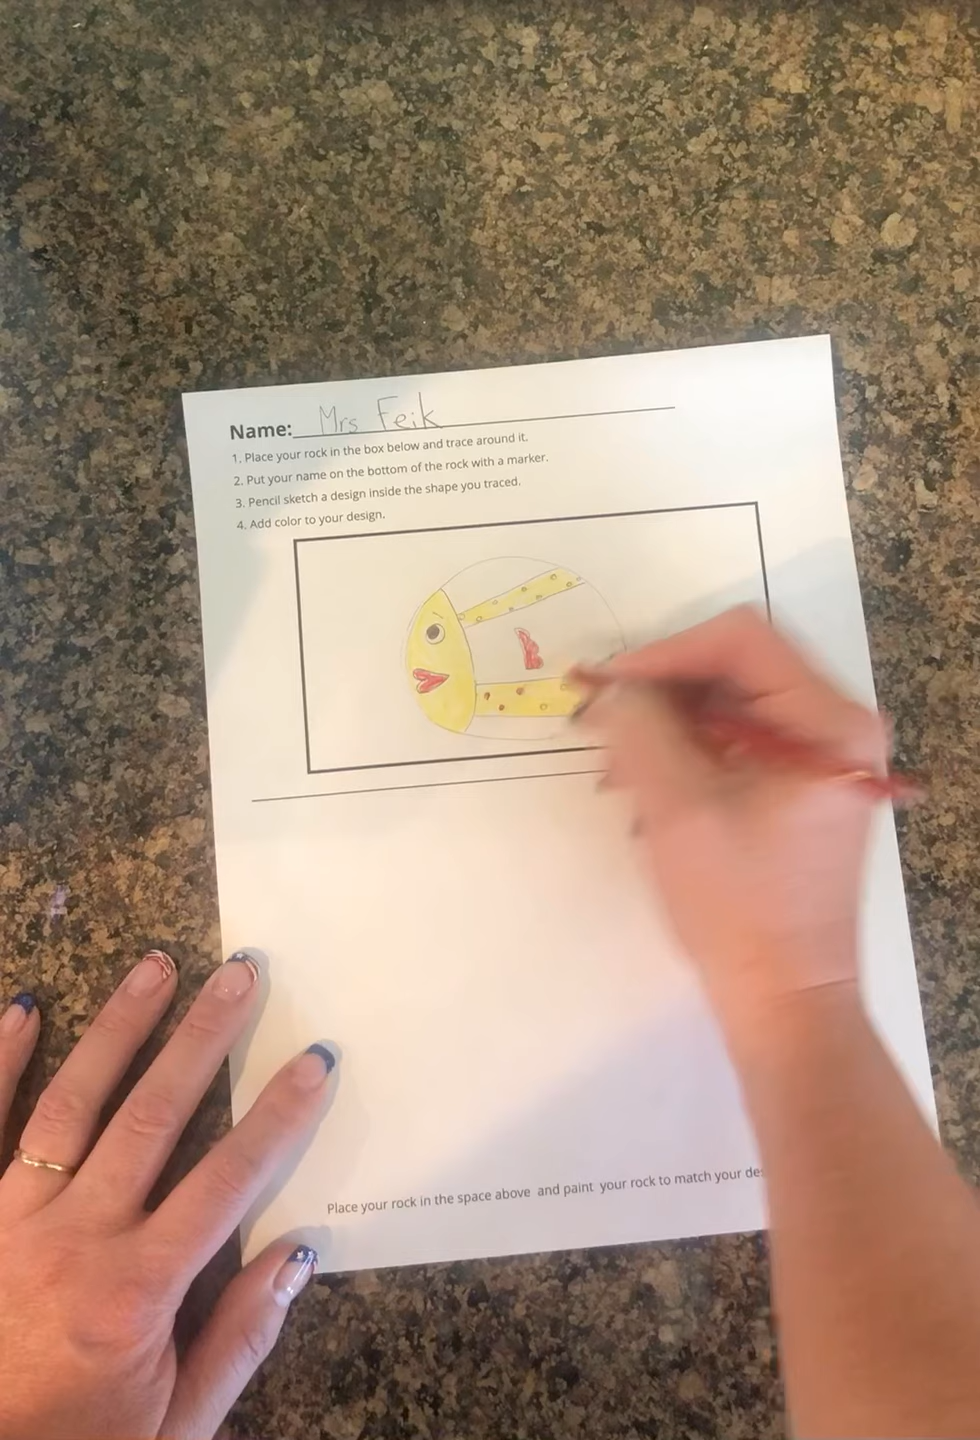 Name: Mrs Feik
1. Place your rock in the box below and trace around it.
2. Put your name on the bottom of the rock with a marker.
3. Pencil sketch a design inside the shape you traced.
4. Add color to your design.
Place your rock in the space above and paint your rock to match your